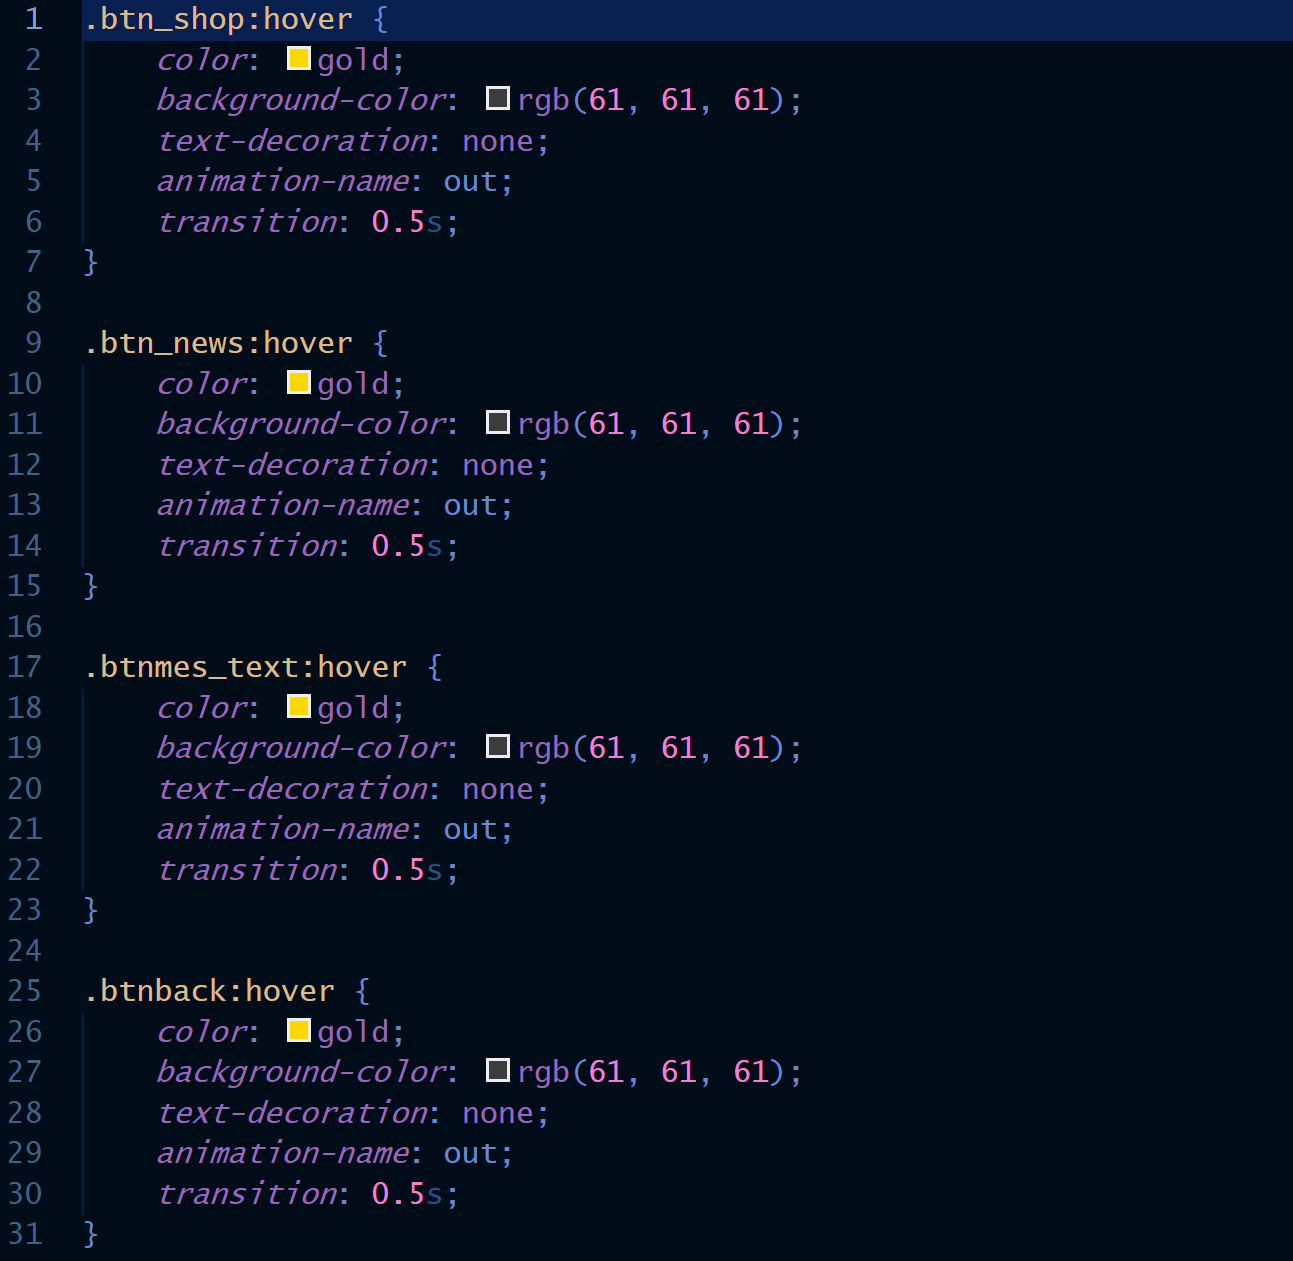 1 .btn_shop:hover {
2 color: gold;
3 background-color: rgb(61, 61, 61);
4 text-decoration: none;
5 animation-name: out;
6 transition: 0.5s;
7 }
8
9 .btn_news:hover {
10 color: gold;
11 background-color: rgb(61, 61, 61);
12 text-decoration: none;
13 animation-name: out;
14 transition: 0.5s;
15 }
16
17 .btnmes_text:hover {
18 color: gold;
19 background-color: rgb(61, 61, 61);
20 text-decoration: none;
21 animation-name: out;
22 transition: 0.5s;
23 }
24
25 .btnback:hover {
26 color: gold;
27 background-color: rgb(61, 61, 61);
28 text-decoration: none;
29 animation-name: out;
30 transition: 0.5s;
31 }